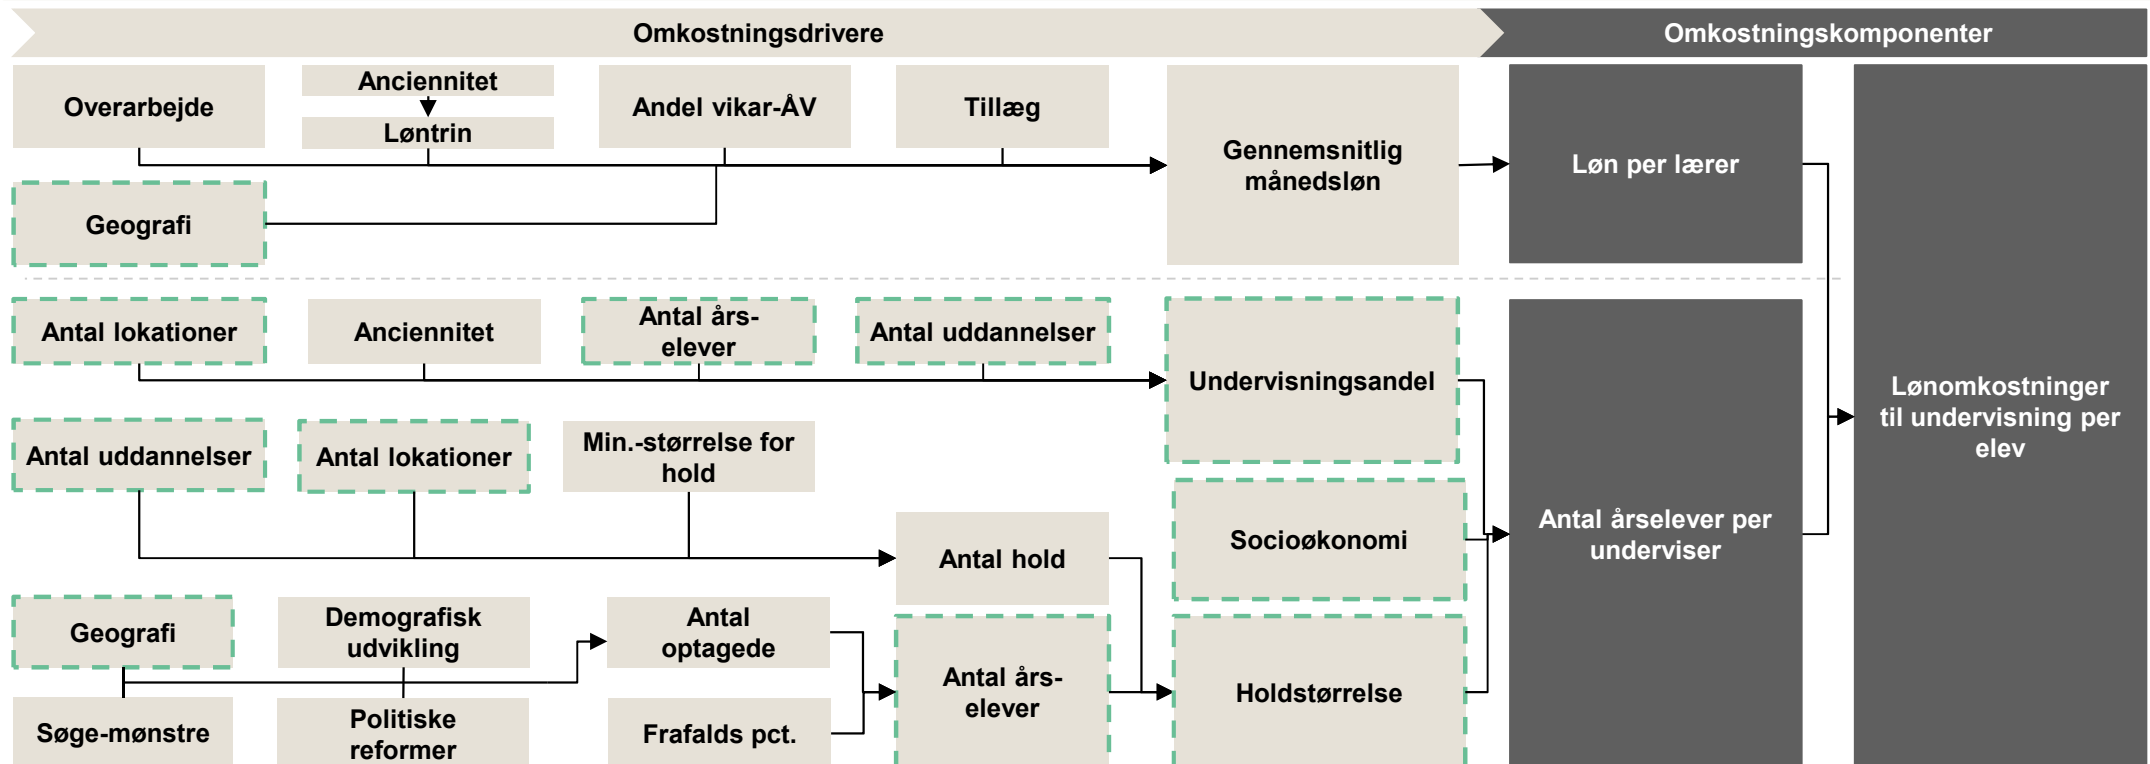 Omkostningsdrivere
Omkostningskomponenter
Overarbejde
Anciennitet
Løntrin
Andel vikar-ÅV
Tillæg
Gennemsnitlig
månedsløn
Løn per lærer
Geografi
Antal lokationer
Anciennitet
Antal års-
elever
Antal uddannelser
Undervisningsandel
Lønomkostninger
til undervisning per
elev
Antal uddannelser
Antal lokationer
Min.-størrelse for
hold
Antal hold
Socioøkonomi
Antal årselever per
underviser
Geografi
Demografisk
udvikling
Antal
optagede
Antal års-
elever
Holdstørrelse
Søge-mønstre
Politiske
reformer
Frafalds pct.